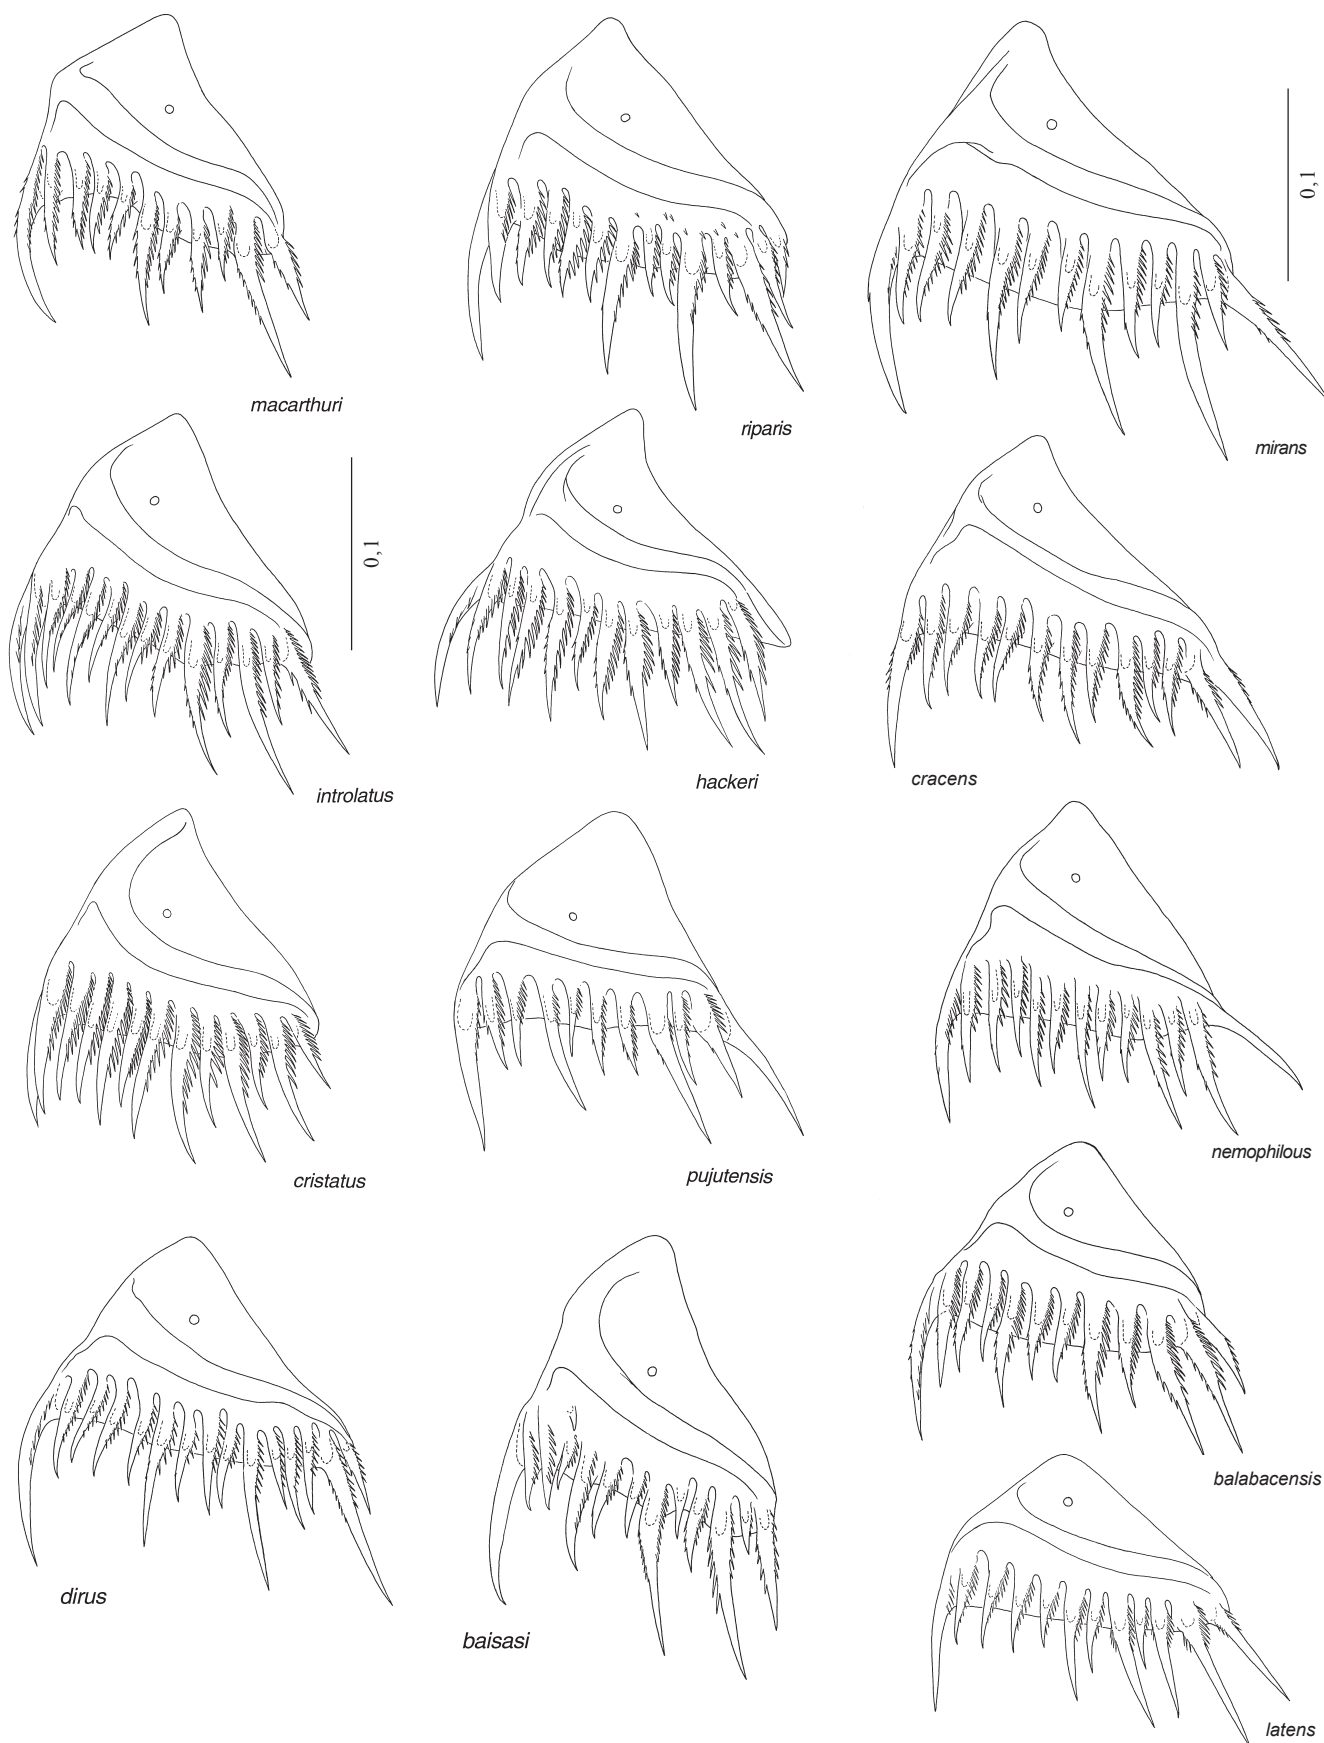 macarthuri
riparis
0,1
mirans
introlatus
0,1
hackeri
cracens
cristatus
pujutensis
nemophilous
dirus
baisasi
balabacensis
latens